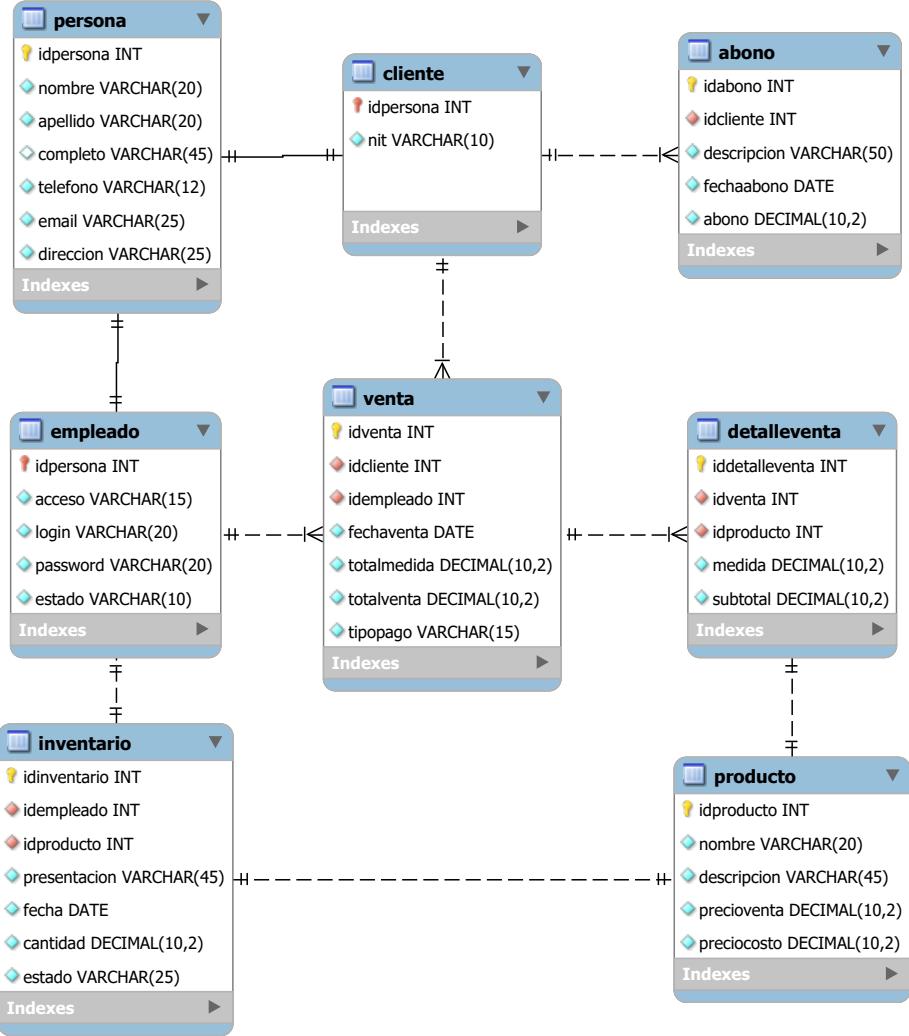 persona
idpersona INT
nombre VARCHAR(20)
apellido VARCHAR(20)
completo VARCHAR(45)
telefono VARCHAR(12)
email VARCHAR(25)
direccion VARCHAR(25)
Indexes
cliente
idpersona INT
nit VARCHAR(10)
Indexes
abono
idabono INT
idcliente INT
descripcion VARCHAR(50)
fechaabono DATE
abono DECIMAL(10,2)
Indexes
empleado
idpersona INT
acceso VARCHAR(15)
login VARCHAR(20)
password VARCHAR(20)
estado VARCHAR(10)
Indexes
venta
idventa INT
idcliente INT
idempleado INT
fechaventa DATE
totalmedida DECIMAL(10,2)
totalventa DECIMAL(10,2)
tipopago VARCHAR(15)
Indexes
detalleventa
iddetalleventa INT
idventa INT
idproducto INT
medida DECIMAL(10,2)
subtotal DECIMAL(10,2)
Indexes
inventario
idinventario INT
idempleado INT
idproducto INT
presentacion VARCHAR(45)
fecha DATE
cantidad DECIMAL(10,2)
estado VARCHAR(25)
Indexes
producto
idproducto INT
nombre VARCHAR(20)
descripcion VARCHAR(45)
precioventa DECIMAL(10,2)
preciocosto DECIMAL(10,2)
Indexes